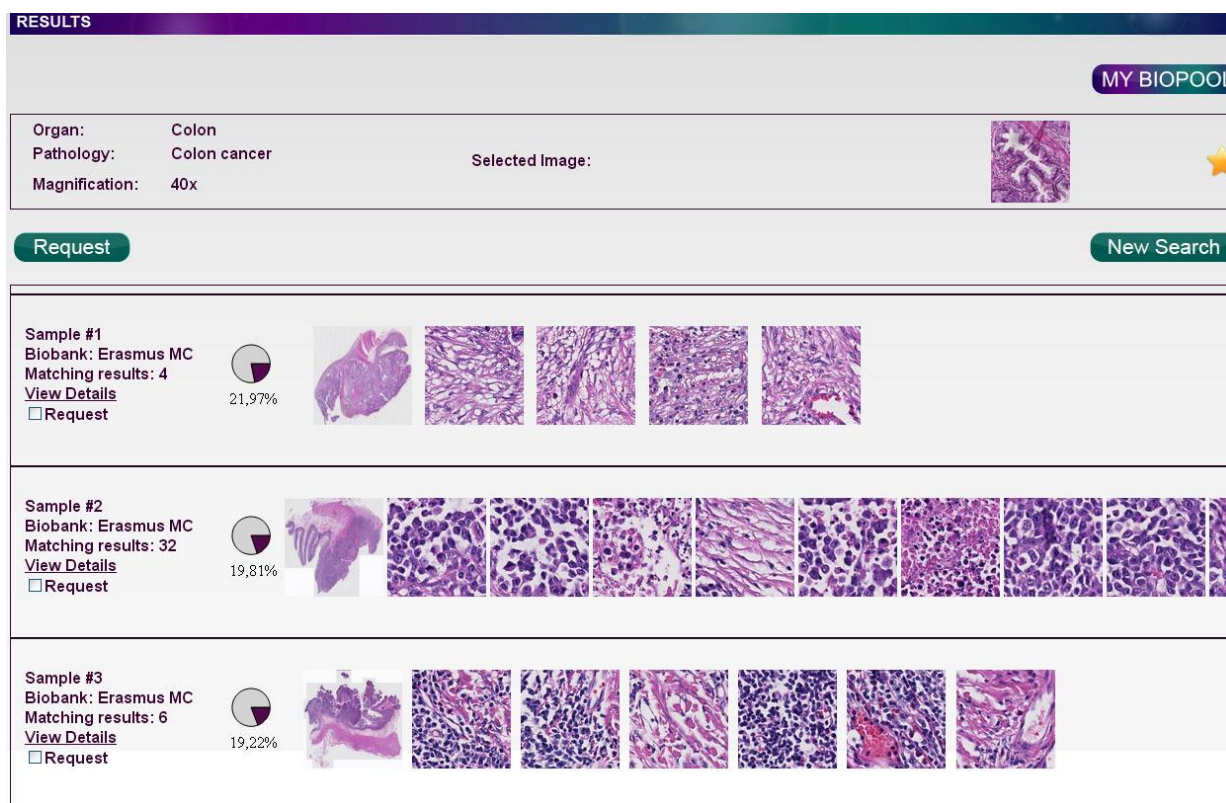 RESULTS
MY BIOPOOL
Organ: Colon
Pathology: Colon cancer
Selected Image:
Magnification: 40x
Request
New Search
Sample #1
Biobank: Erasmus MC
Matching results: 4
View Details
Request
21,97%
Sample #2
Biobank: Erasmus MC
Matching results: 32
View Details
Request
19,81%
Sample #3
Biobank: Erasmus MC
Matching results: 6
View Details
Request
19,22%